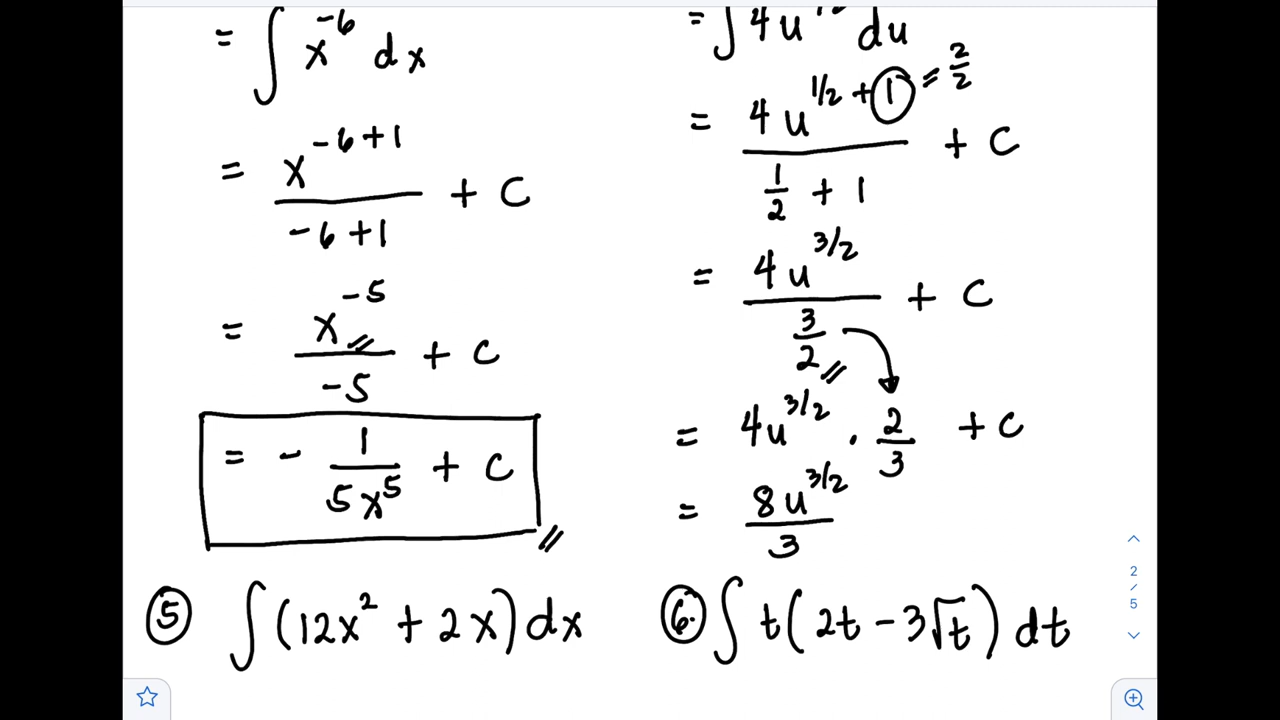 = ∫ x^-6 dx
= x^-6+1 / -6+1 + C
= x^-5 / -5 + C
= - 1 / 5x^5 + C
= ∫ 4u^1/2 du
= 4u^1/2 + 1 / 1/2 + 1 + C = 2/2
= 4u^3/2 / 3/2 + C
= 4u^3/2 · 2/3 + C
= 8u^3/2 / 3
⑤ ∫ (12x² + 2x) dx
⑥ ∫ t(2t - 3√t) dt
2
/
5